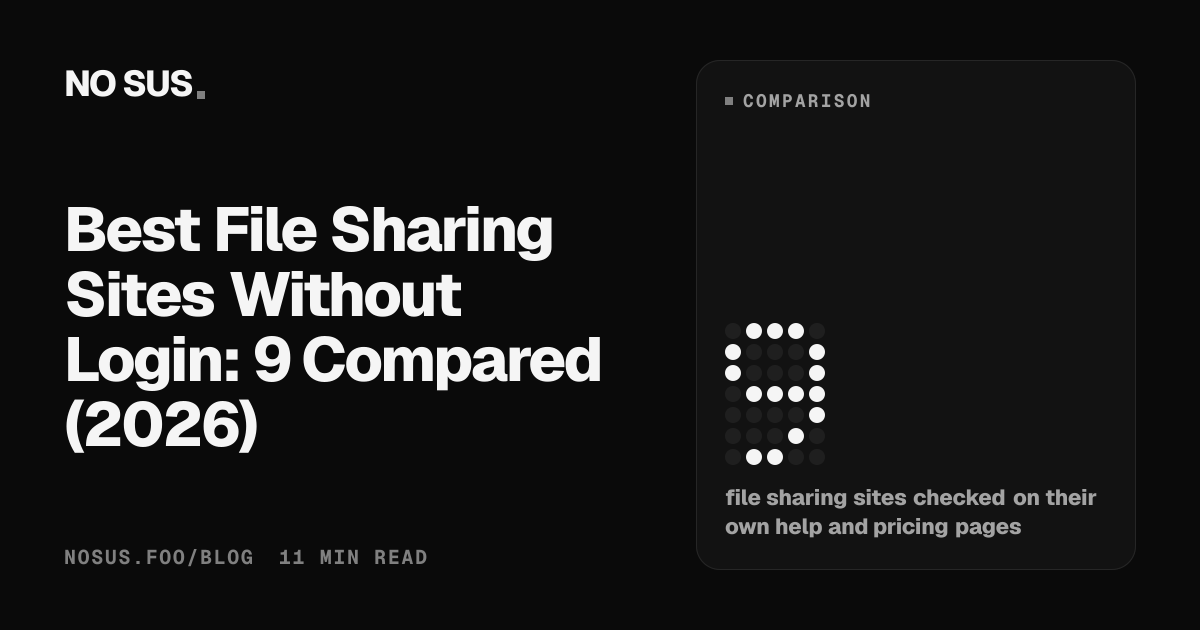 NO SUS.
Best File Sharing
Sites Without
Login: 9 Compared
(2026)
NOSUS.FOO/BLOG 11 MIN READ
COMPARISON
9
file sharing sites checked on their
own help and pricing pages